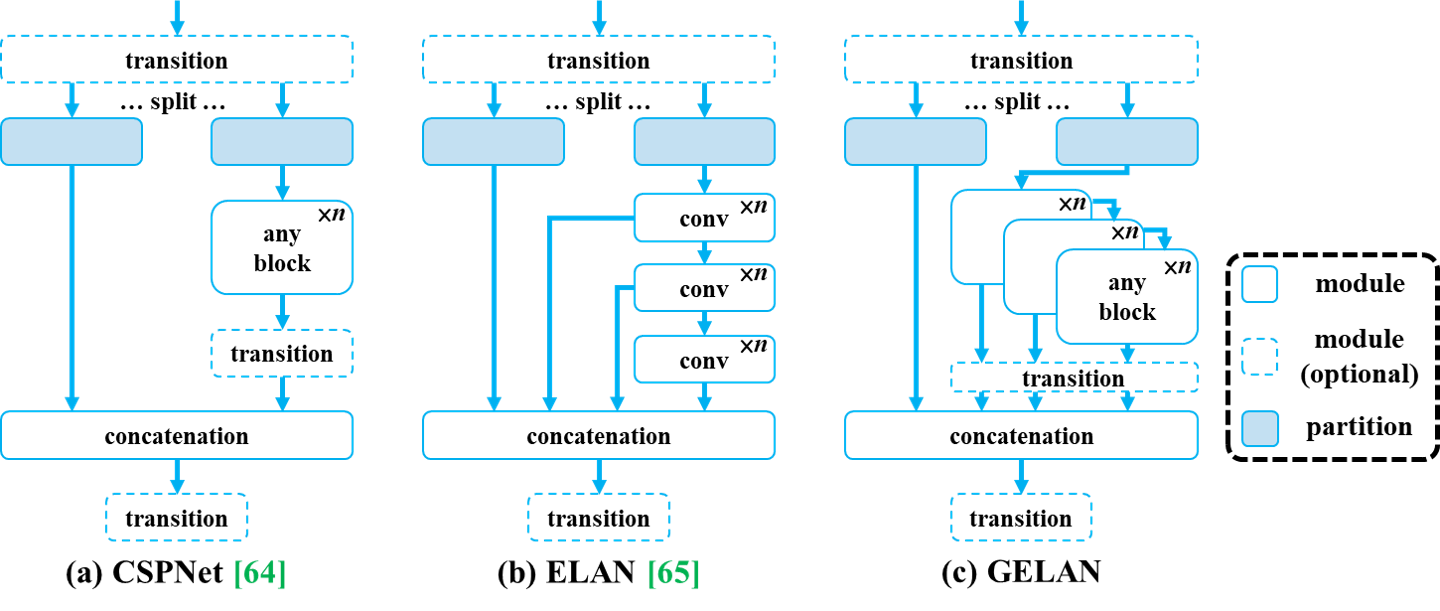 transition
… split …
×n
any
block
transition
concatenation
transition
(a) CSPNet [64]
transition
… split …
×n
conv
×n
conv
×n
conv
concatenation
transition
(b) ELAN [65]
transition
… split …
×n
×n
×n
any
block
transition
concatenation
transition
(c) GELAN
module
module
(optional)
partition